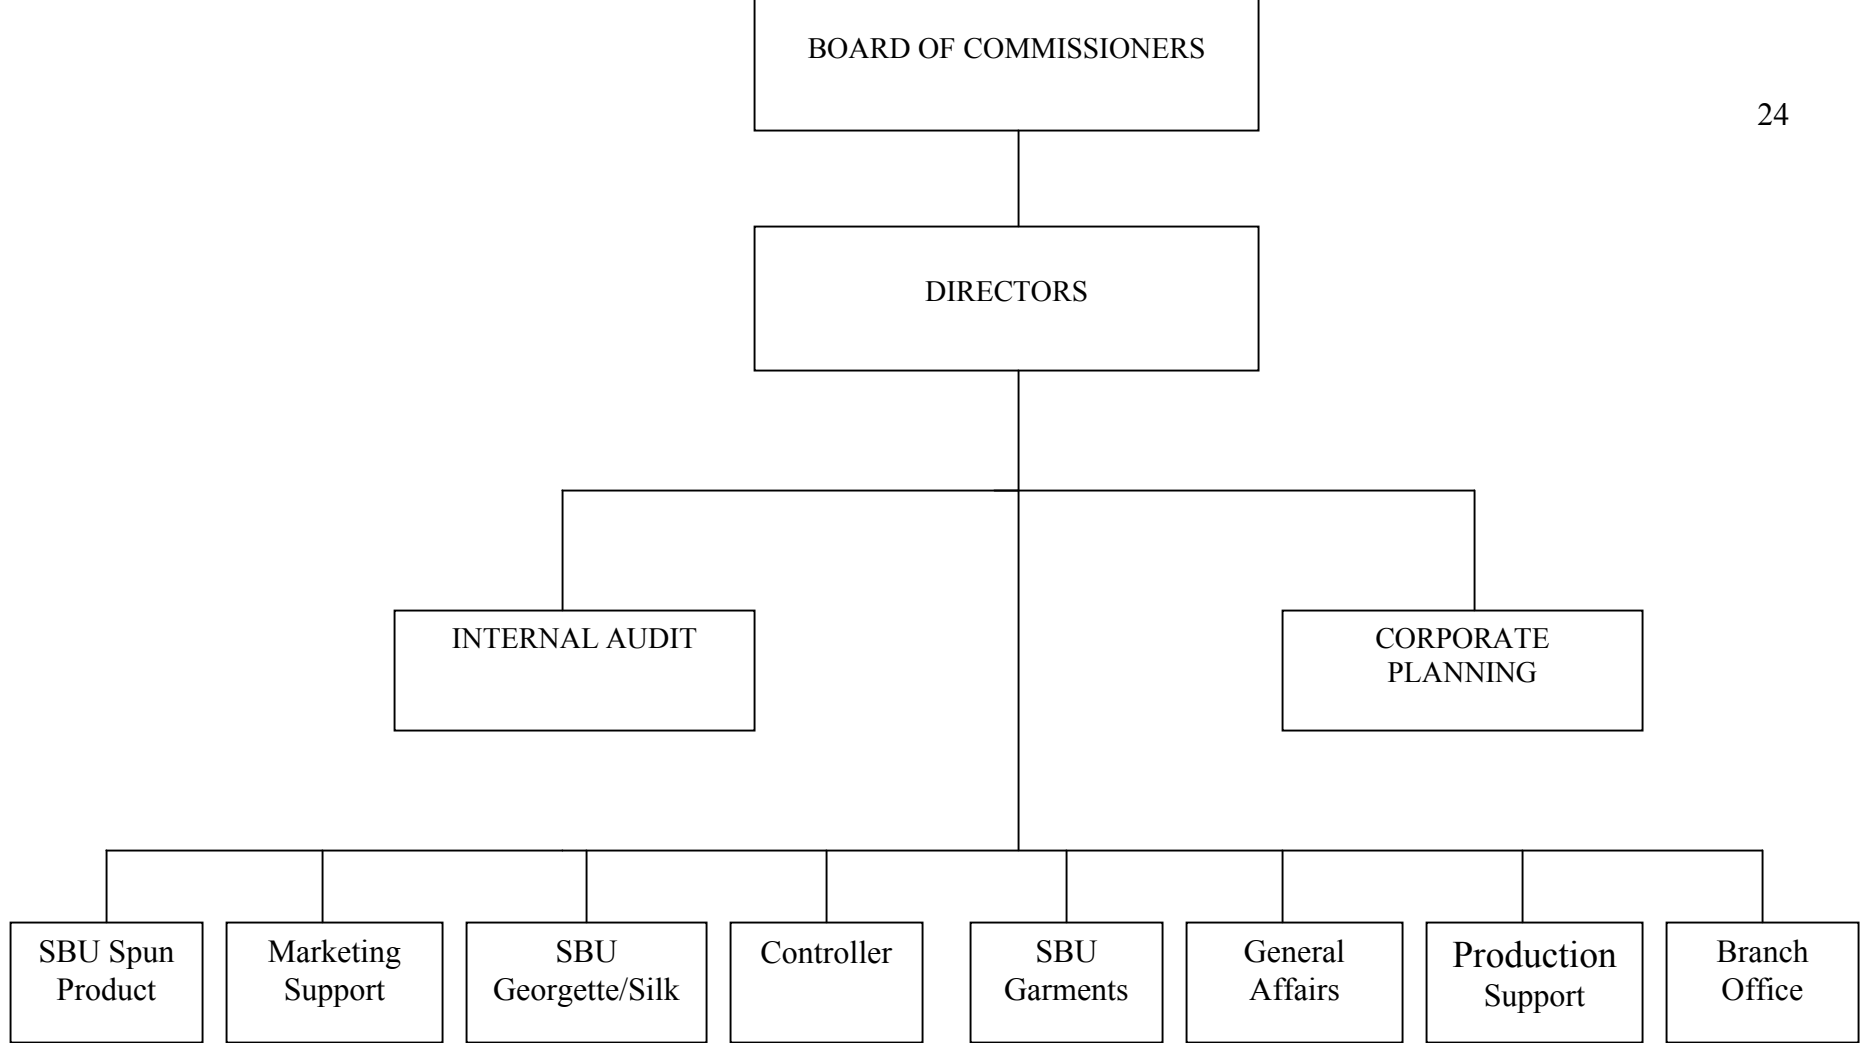 BOARD OF COMMISSIONERS
24
DIRECTORS
INTERNAL AUDIT
CORPORATE
PLANNING
SBU Spun
Product
Marketing
Support
SBU
Georgette/Silk
Controller
SBU
Garments
General
Affairs
Production
Support
Branch
Office